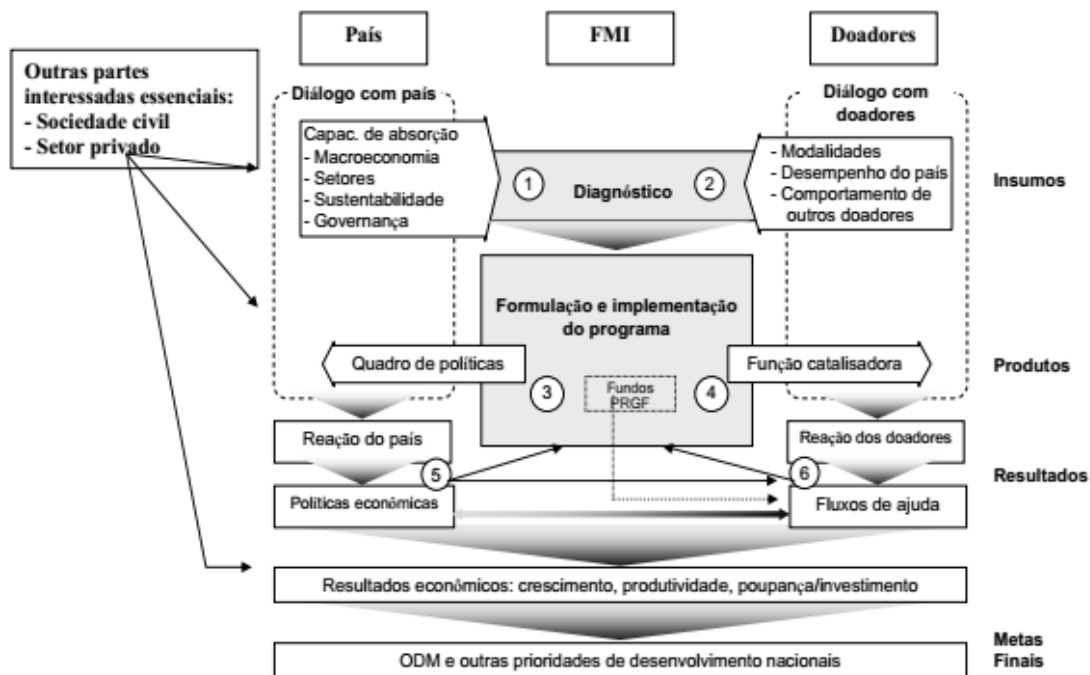 País
FMI
Doadores
Outras partes
interessadas essenciais:
- Sociedade civil
- Setor privado
Diálogo com país
Capac. de absorção
- Macroeconomia
- Setores
- Sustentabilidade
- Governança
1
Diagnóstico
2
Diálogo com
doadores
- Modalidades
- Desempenho do país
- Comportamento de
outros doadores
Insumos
Formulação e implementação
do programa
Quadro de políticas
3
Fundos
PRGF
4
Função catalisadora
Produtos
Reação do país
Reação dos doadores
5
6
Resultados
Políticas econômicas
Fluxos de ajuda
Resultados econômicos: crescimento, produtividade, poupança/investimento
Metas
Finais
ODM e outras prioridades de desenvolvimento nacionais